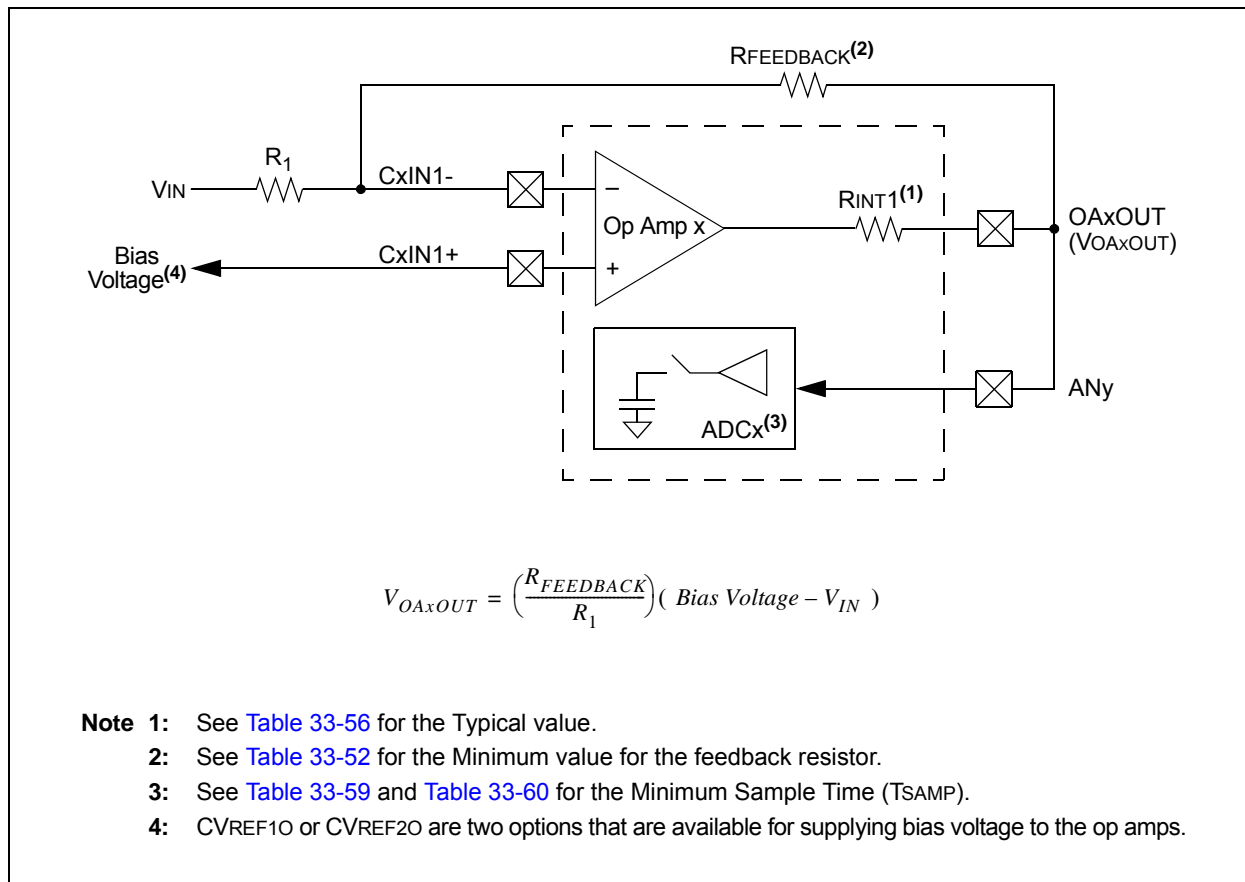 RFEEDBACK(2)
R1
VIN
CxIN1-
–
Op Amp x
RINT1(1)
OAxOUT
(VOAxOUT)
Bias
Voltage(4)
CxIN1+
+
ADCx(3)
ANy
VOAxOUT = (RFEEDBACK / R1) ( Bias Voltage – VIN )
Note 1: See Table 33-56 for the Typical value.
2: See Table 33-52 for the Minimum value for the feedback resistor.
3: See Table 33-59 and Table 33-60 for the Minimum Sample Time (TSAMP).
4: CVREF1O or CVREF2O are two options that are available for supplying bias voltage to the op amps.